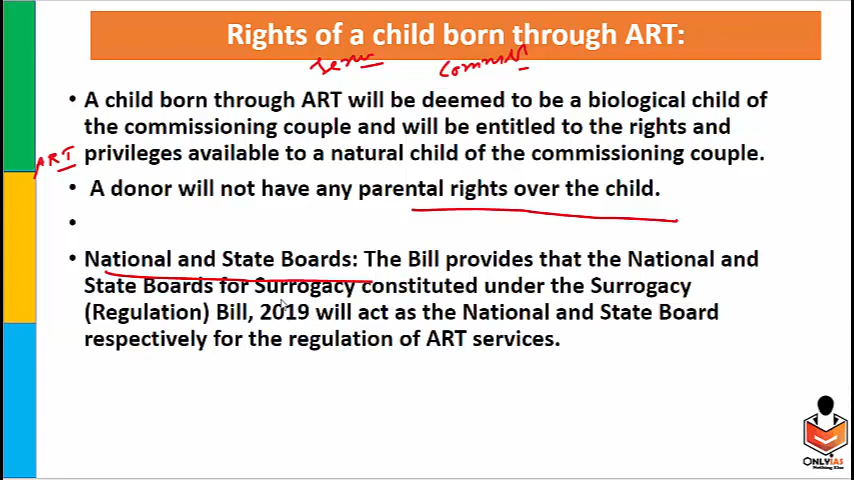 Rights of a child born through ART:
• A child born through ART will be deemed to be a biological child of
the commissioning couple and will be entitled to the rights and
ART
privileges available to a natural child of the commissioning couple.
• A donor will not have any parental rights over the child.
•
• National and State Boards: The Bill provides that the National and
State Boards for Surrogacy constituted under the Surrogacy
(Regulation) Bill, 2019 will act as the National and State Board
respectively for the regulation of ART services.
ONLYIAS
Nothing Else